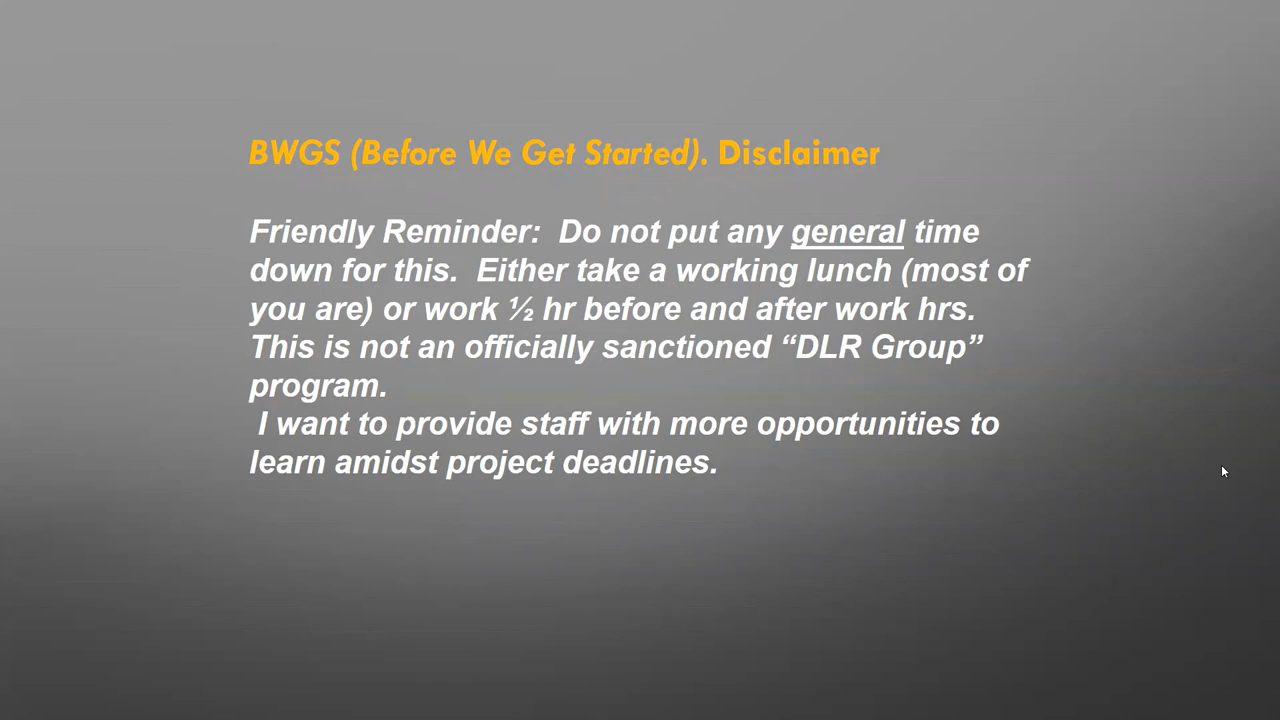 BWGS (Before We Get Started). Disclaimer
Friendly Reminder:  Do not put any general time
down for this.  Either take a working lunch (most of
you are) or work ½ hr before and after work hrs.
This is not an officially sanctioned “DLR Group”
program.
I want to provide staff with more opportunities to
learn amidst project deadlines.